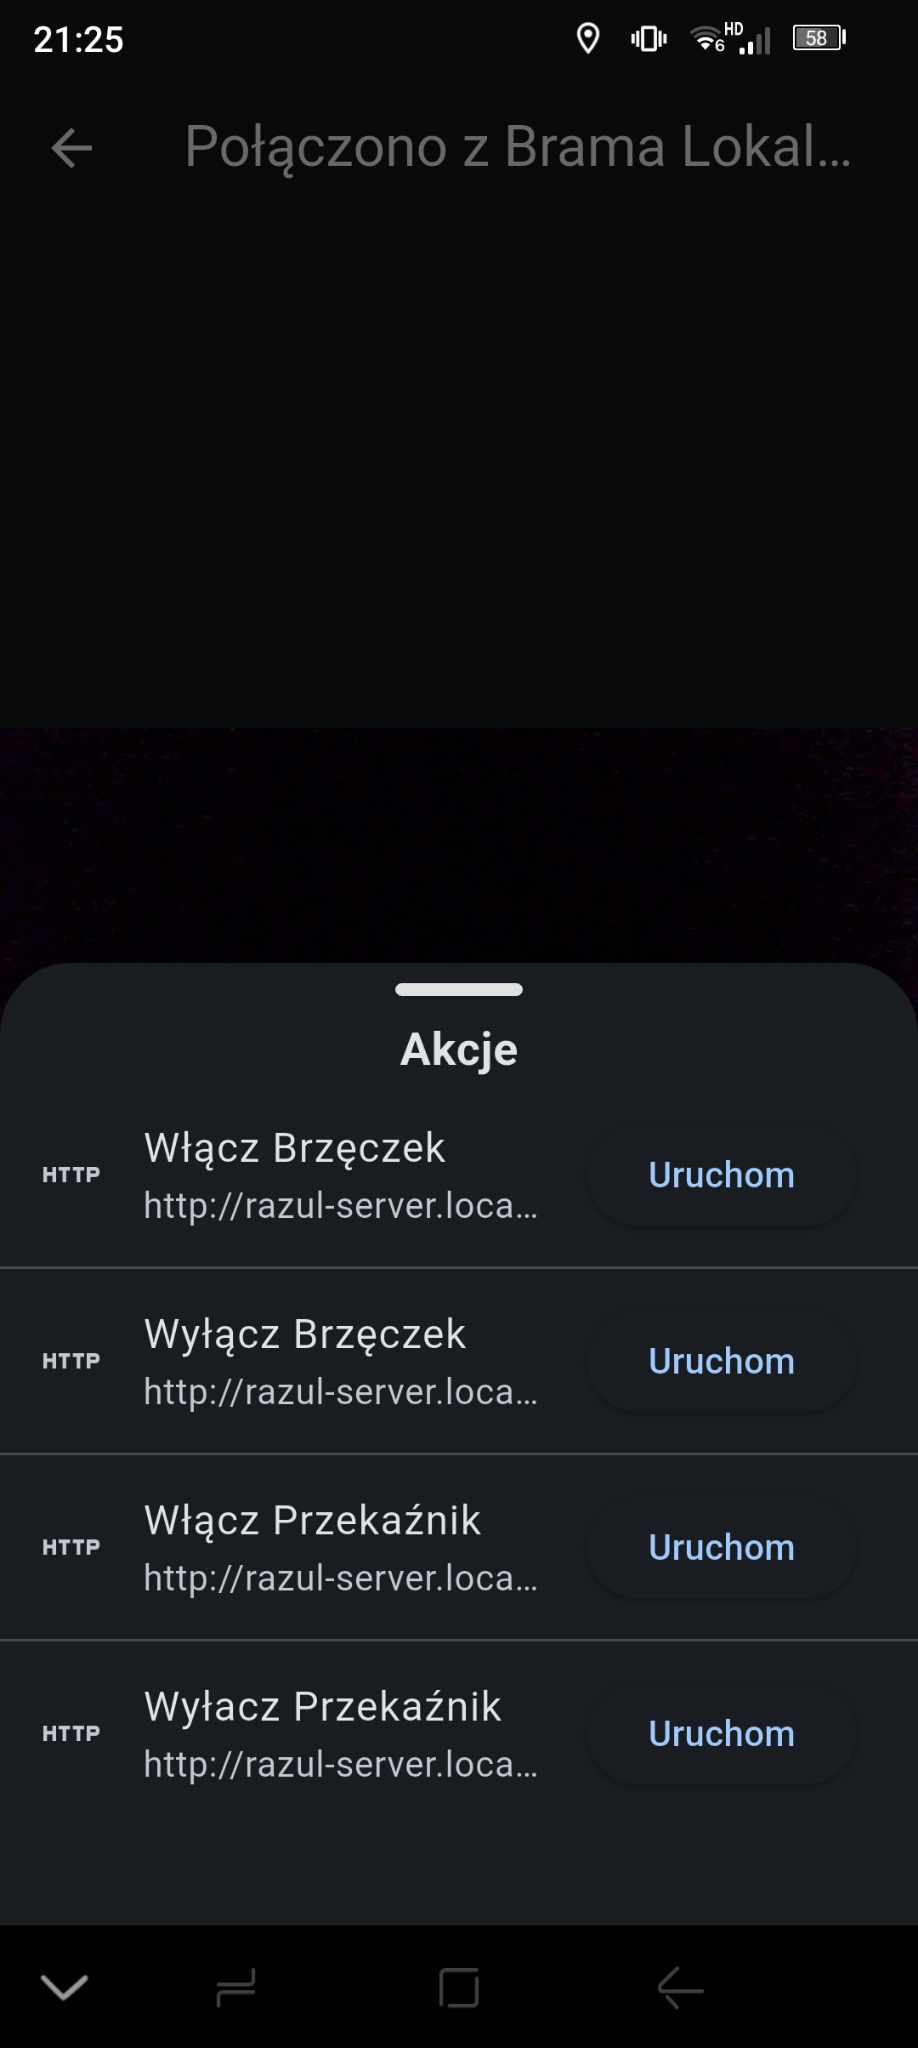 21:25
6
HD
58
Połączono z Brama Lokal...
Akcje
HTTP
Włącz Brzęczek
http://razul-server.loca...
Uruchom
HTTP
Wyłącz Brzęczek
http://razul-server.loca...
Uruchom
HTTP
Włącz Przekaźnik
http://razul-server.loca...
Uruchom
HTTP
Wyłacz Przekaźnik
http://razul-server.loca...
Uruchom